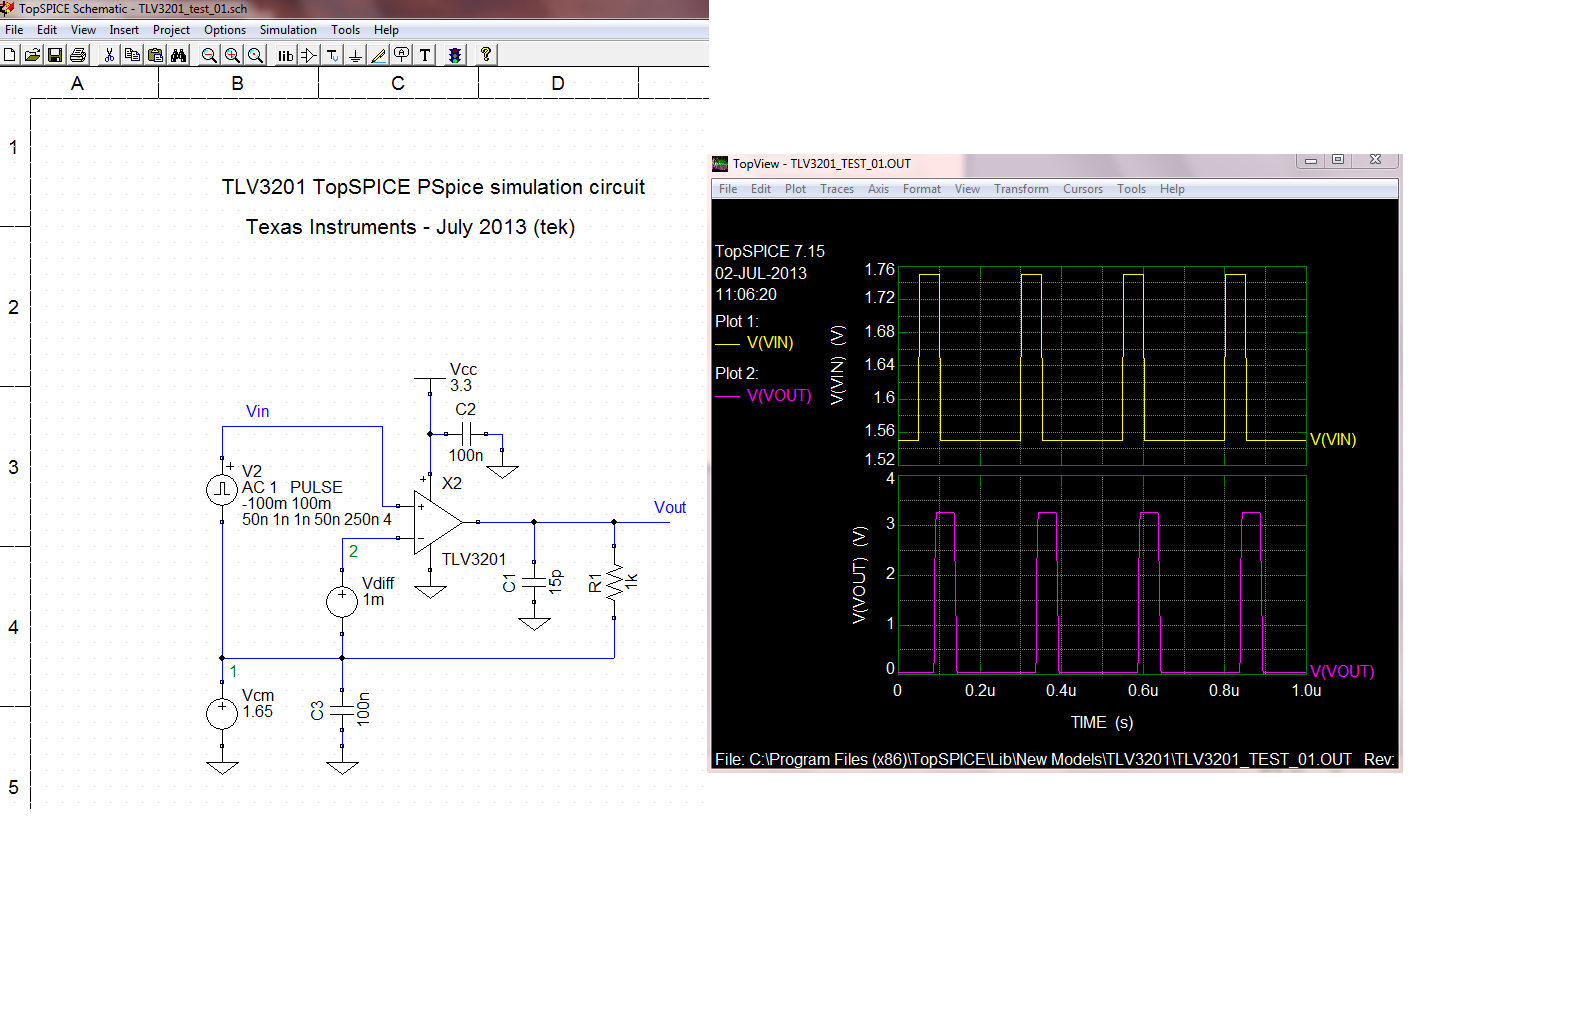 TopSPICE Schematic - TLV3201_test_01.sch
File Edit View Insert Project Options Simulation Tools Help
lib T
A B C D
1
2
3
4
5
TLV3201 TopSPICE PSpice simulation circuit
Texas Instruments - July 2013 (tek)
Vcc
3.3
C2
100n
Vin
+
V2
AC 1 PULSE
-100m 100m
50n 1n 1n 50n 250n 4
+
X2
+
-
TLV3201
Vout
2
Vdiff
+
1m
C1
15p
R1
1k
1
Vcm
+
1.65
C3
100n
TopView - TLV3201_TEST_01.OUT
File Edit Plot Traces Axis Format View Transform Cursors Tools Help
TopSPICE 7.15
02-JUL-2013
11:06:20
Plot 1:
V(VIN)
Plot 2:
V(VOUT)
V(VIN) (V)
1.76
1.72
1.68
1.64
1.6
1.56
1.52
V(VIN)
V(VOUT) (V)
4
3
2
1
0
V(VOUT)
0 0.2u 0.4u 0.6u 0.8u 1.0u
TIME (s)
File: C:\Program Files (x86)\TopSPICE\Lib\New Models\TLV3201\TLV3201_TEST_01.OUT Rev: